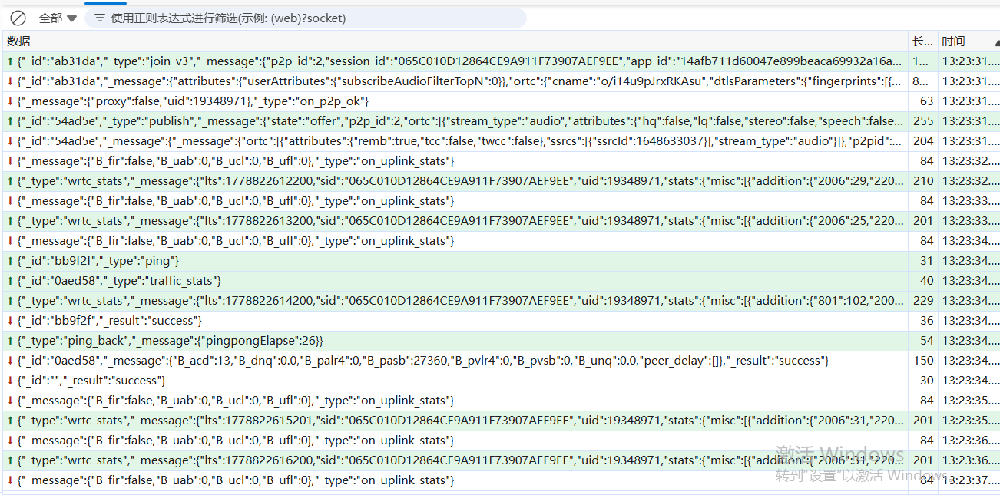 全部 使用正则表达式进行筛选(示例: (web)?socket)
数据 长... 时间
{"_id":"ab31da","_type":"join_v3","_message":{"p2p_id":2,"session_id":"065C010D12864CE9A911F73907AEF9EE","app_id":"14afb711d60047e899beaca69932a16a... 1... 13:23:31....
{"_id":"ab31da","_message":{"attributes":{"userAttributes":{"subscribeAudioFilterTopN":0}},"ortc":{"cname":"o/i14u9pJrxRKAsu","dtlsParameters":{"fingerprints":[{... 8... 13:23:31....
{"_message":{"proxy":false,"uid":19348971},"_type":"on_p2p_ok"} 63 13:23:31....
{"_id":"54ad5e","_type":"publish","_message":{"state":"offer","p2p_id":2,"ortc":[{"stream_type":"audio","attributes":{"hq":false,"lq":false,"stereo":false,"speech":false... 255 13:23:31....
{"_id":"54ad5e","_message":{"_message":{"ortc":[{"attributes":{"remb":true,"tcc":false,"twcc":false},"ssrcs":[{"ssrcId":1648633037}],"stream_type":"audio"}]},"p2pid":... 204 13:23:31....
{"_message":{"B_fir":false,"B_uab":0,"B_ucl":0,"B_ufl":0},"_type":"on_uplink_stats"} 84 13:23:32....
{"_type":"wrtc_stats","_message":{"lts":1778822612200,"sid":"065C010D12864CE9A911F73907AEF9EE","uid":19348971,"stats":{"misc":[{"addition":{"2006":29,"220... 210 13:23:32....
{"_message":{"B_fir":false,"B_uab":0,"B_ucl":0,"B_ufl":0},"_type":"on_uplink_stats"} 84 13:23:33....
{"_type":"wrtc_stats","_message":{"lts":1778822613200,"sid":"065C010D12864CE9A911F73907AEF9EE","uid":19348971,"stats":{"misc":[{"addition":{"2006":25,"220... 201 13:23:33....
{"_message":{"B_fir":false,"B_uab":0,"B_ucl":0,"B_ufl":0},"_type":"on_uplink_stats"} 84 13:23:34....
{"_id":"bb9f2f","_type":"ping"} 31 13:23:34....
{"_id":"0aed58","_type":"traffic_stats"} 40 13:23:34....
{"_type":"wrtc_stats","_message":{"lts":1778822614200,"sid":"065C010D12864CE9A911F73907AEF9EE","uid":19348971,"stats":{"misc":[{"addition":{"801":102,"200... 229 13:23:34....
{"_id":"bb9f2f","_result":"success"} 36 13:23:34....
{"_type":"ping_back","_message":{"pingpongElapse":26}} 54 13:23:34....
{"_id":"0aed58","_message":{"B_acd":13,"B_dnq":0.0,"B_palr4":0,"B_pasb":27360,"B_pvlr4":0,"B_pvsb":0,"B_unq":0.0,"peer_delay":[]},"_result":"success"} 150 13:23:34....
{"_id":"","_result":"success"} 30 13:23:34....
{"_message":{"B_fir":false,"B_uab":0,"B_ucl":0,"B_ufl":0},"_type":"on_uplink_stats"} 84 13:23:35....
{"_type":"wrtc_stats","_message":{"lts":1778822615201,"sid":"065C010D12864CE9A911F73907AEF9EE","uid":19348971,"stats":{"misc":[{"addition":{"2006":31,"220... 201 13:23:35....
{"_message":{"B_fir":false,"B_uab":0,"B_ucl":0,"B_ufl":0},"_type":"on_uplink_stats"} 84 13:23:36....
{"_type":"wrtc_stats","_message":{"lts":1778822616200,"sid":"065C010D12864CE9A911F73907AEF9EE","uid":19348971,"stats":{"misc":[{"addition":{"2006":31,"220... 201 13:23:36....
{"_message":{"B_fir":false,"B_uab":0,"B_ucl":0,"B_ufl":0},"_type":"on_uplink_stats"} 84 13:23:37....
激活 Windows
转到"设置"以激活 Windows。